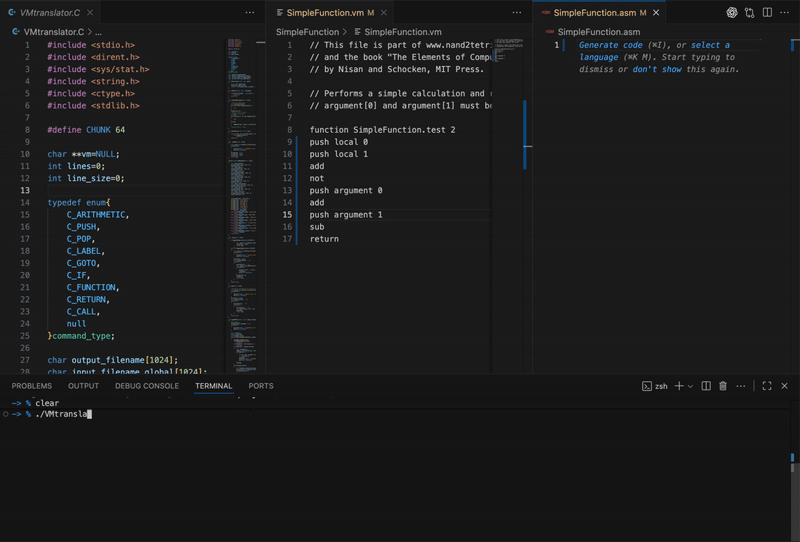 VMtranslator.C
VMtranslator.C > ...
1 #include <stdio.h>
2 #include <dirent.h>
3 #include <sys/stat.h>
4 #include <string.h>
5 #include <ctype.h>
6 #include <stdlib.h>
7
8 #define CHUNK 64
9
10 char **vm=NULL;
11 int lines=0;
12 int line_size=0;
13
14 typedef enum{
15 C_ARITHMETIC,
16 C_PUSH,
17 C_POP,
18 C_LABEL,
19 C_GOTO,
20 C_IF,
21 C_FUNCTION,
22 C_RETURN,
23 C_CALL,
24 null
25 }command_type;
26
27 char output_filename[1024];
28 char input_filename_global[1024];
SimpleFunction.vm M
SimpleFunction > SimpleFunction.vm
1 // This file is part of www.nand2tetri
2 // and the book "The Elements of Compu
3 // by Nisan and Schocken, MIT Press.
4
5 // Performs a simple calculation and r
6 // argument[0] and argument[1] must be
7
8 function SimpleFunction.test 2
9 push local 0
10 push local 1
11 add
12 not
13 push argument 0
14 add
15 push argument 1
16 sub
17 return
SimpleFunction.asm M
SimpleFunction.asm
1 Generate code (⌘I), or select a
language (⌘K M). Start typing to
dismiss or don't show this again.
PROBLEMS OUTPUT DEBUG CONSOLE TERMINAL PORTS
zsh
-> % clear
-> % ./VMtransla